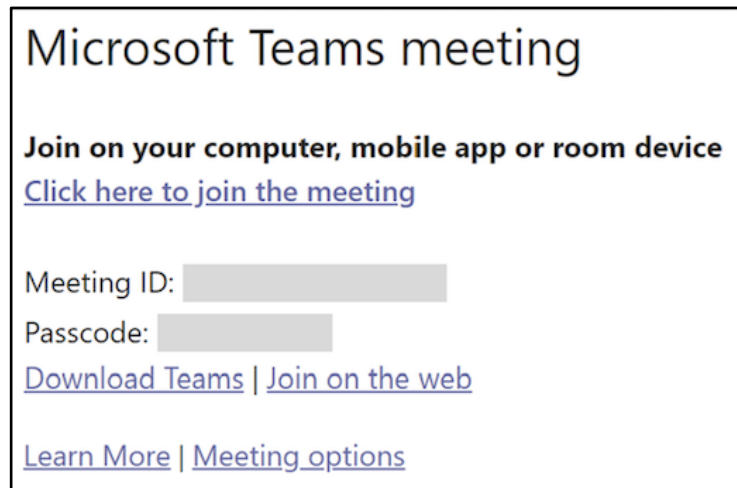 Microsoft Teams meeting
Join on your computer, mobile app or room device
Click here to join the meeting
Meeting ID:
Passcode:
Download Teams | Join on the web
Learn More | Meeting options